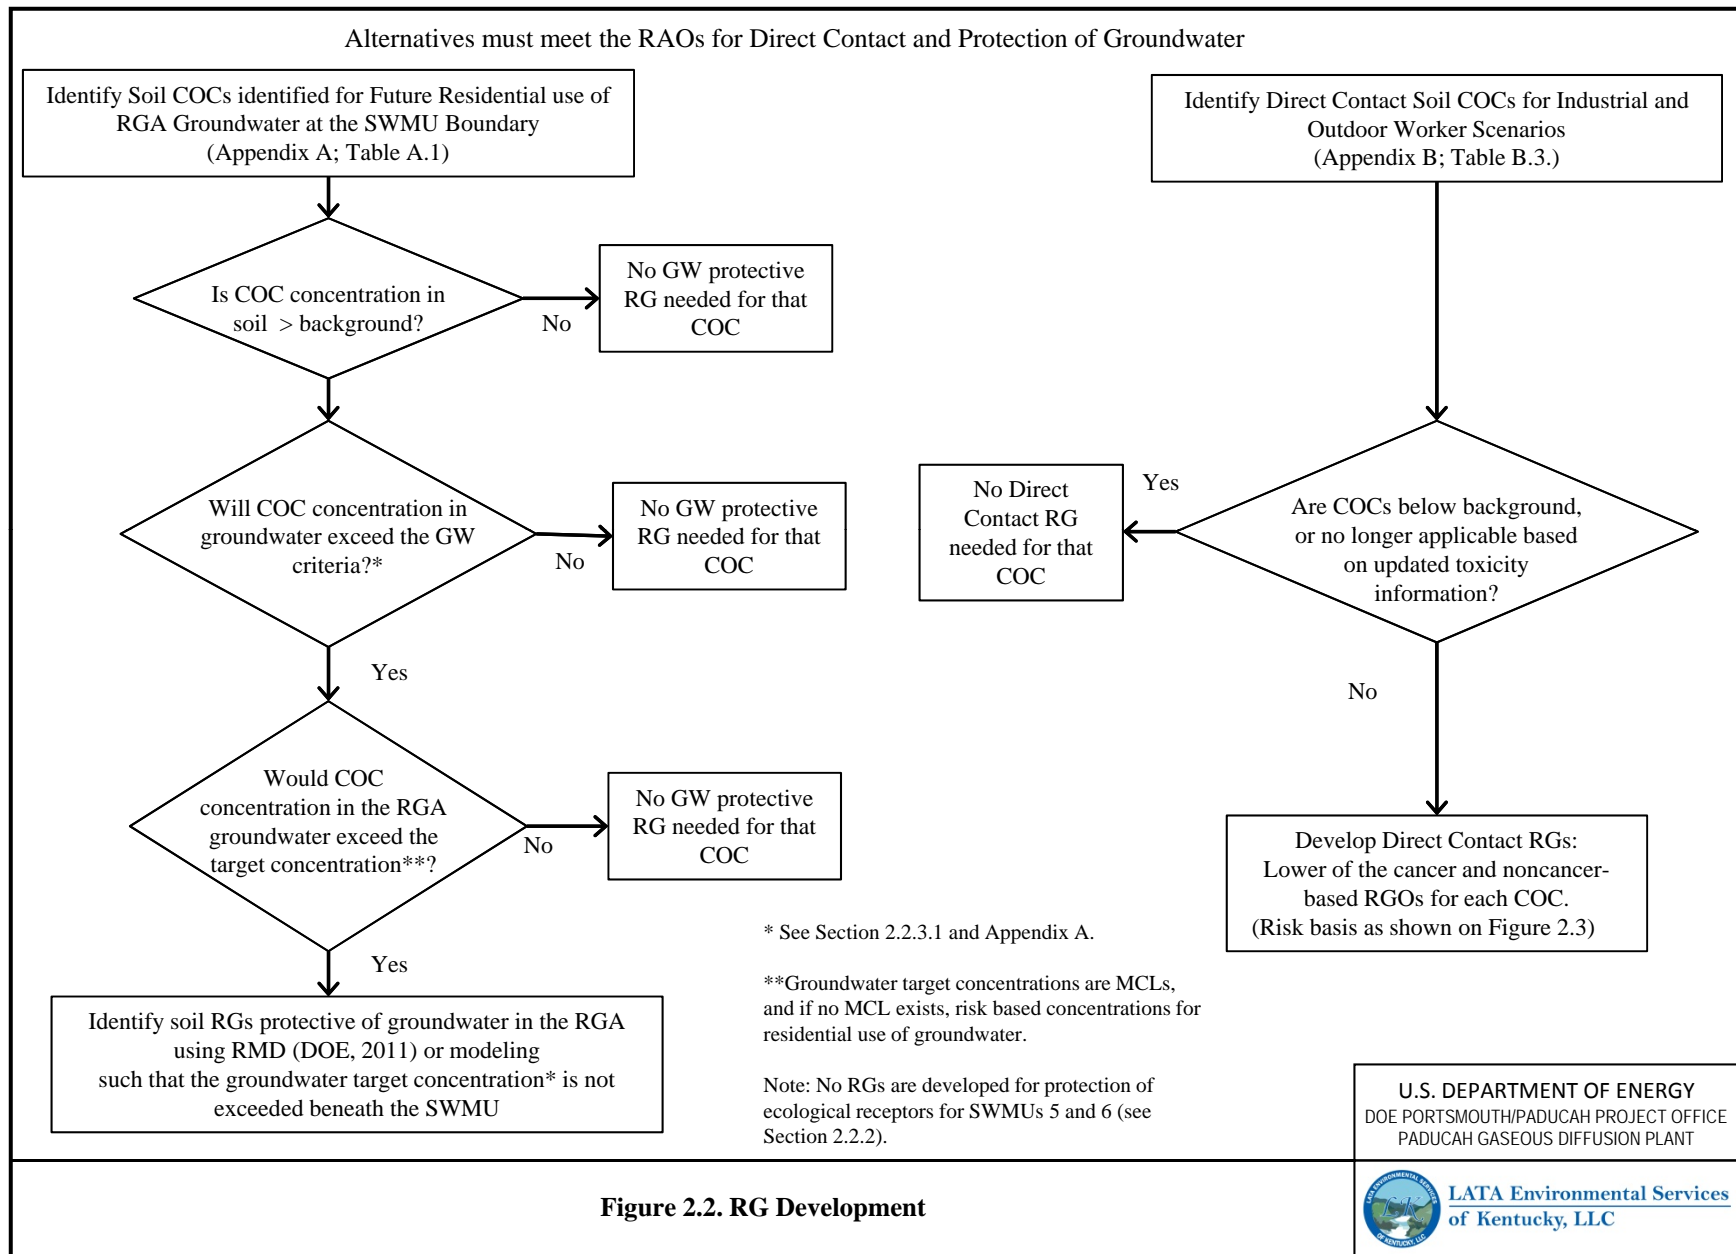 Alternatives must meet the RAOs for Direct Contact and Protection of Groundwater
Identify Soil COCs identified for Future Residential use of
RGA Groundwater at the SWMU Boundary
(Appendix A; Table A.1)
Is COC concentration in
soil > background?
No
No GW protective
RG needed for that
COC
Will COC concentration in
groundwater exceed the GW
criteria?*
No
No GW protective
RG needed for that
COC
Yes
Would COC
concentration in the RGA
groundwater exceed the
target concentration**?
No
No GW protective
RG needed for that
COC
Yes
Identify soil RGs protective of groundwater in the RGA
using RMD (DOE, 2011) or modeling
such that the groundwater target concentration* is not
exceeded beneath the SWMU
Identify Direct Contact Soil COCs for Industrial and
Outdoor Worker Scenarios
(Appendix B; Table B.3.)
Are COCs below background,
or no longer applicable based
on updated toxicity
information?
Yes
No Direct
Contact RG
needed for that
COC
No
Develop Direct Contact RGs:
Lower of the cancer and noncancer-
based RGOs for each COC.
(Risk basis as shown on Figure 2.3)
* See Section 2.2.3.1 and Appendix A.
**Groundwater target concentrations are MCLs,
and if no MCL exists, risk based concentrations for
residential use of groundwater.
Note: No RGs are developed for protection of
ecological receptors for SWMUs 5 and 6 (see
Section 2.2.2).
U.S. DEPARTMENT OF ENERGY
DOE PORTSMOUTH/PADUCAH PROJECT OFFICE
PADUCAH GASEOUS DIFFUSION PLANT
Figure 2.2. RG Development
LATA ENVIRONMENTAL SERVICES
LK
OF KENTUCKY, LLC
LATA Environmental Services
of Kentucky, LLC